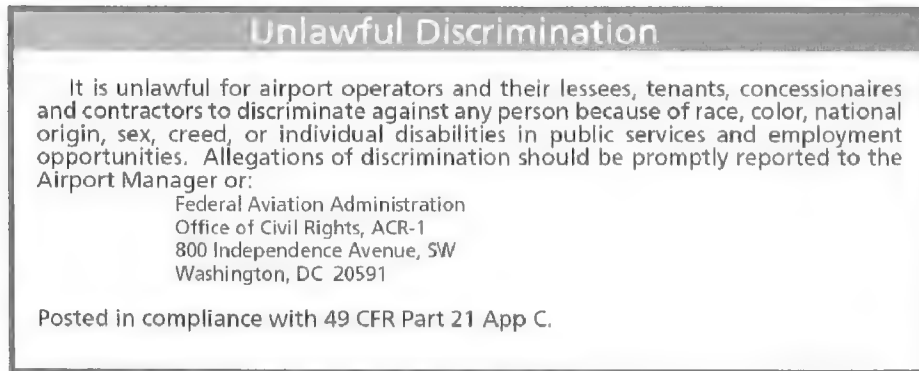 Unlawful Discrimination
It is unlawful for airport operators and their lessees, tenants, concessionaires
and contractors to discriminate against any person because of race, color, national
origin, sex, creed, or individual disabilities in public services and employment
opportunities. Allegations of discrimination should be promptly reported to the
Airport Manager or:
Federal Aviation Administration
Office of Civil Rights, ACR-1
800 Independence Avenue, SW
Washington, DC 20591
Posted in compliance with 49 CFR Part 21 App C.